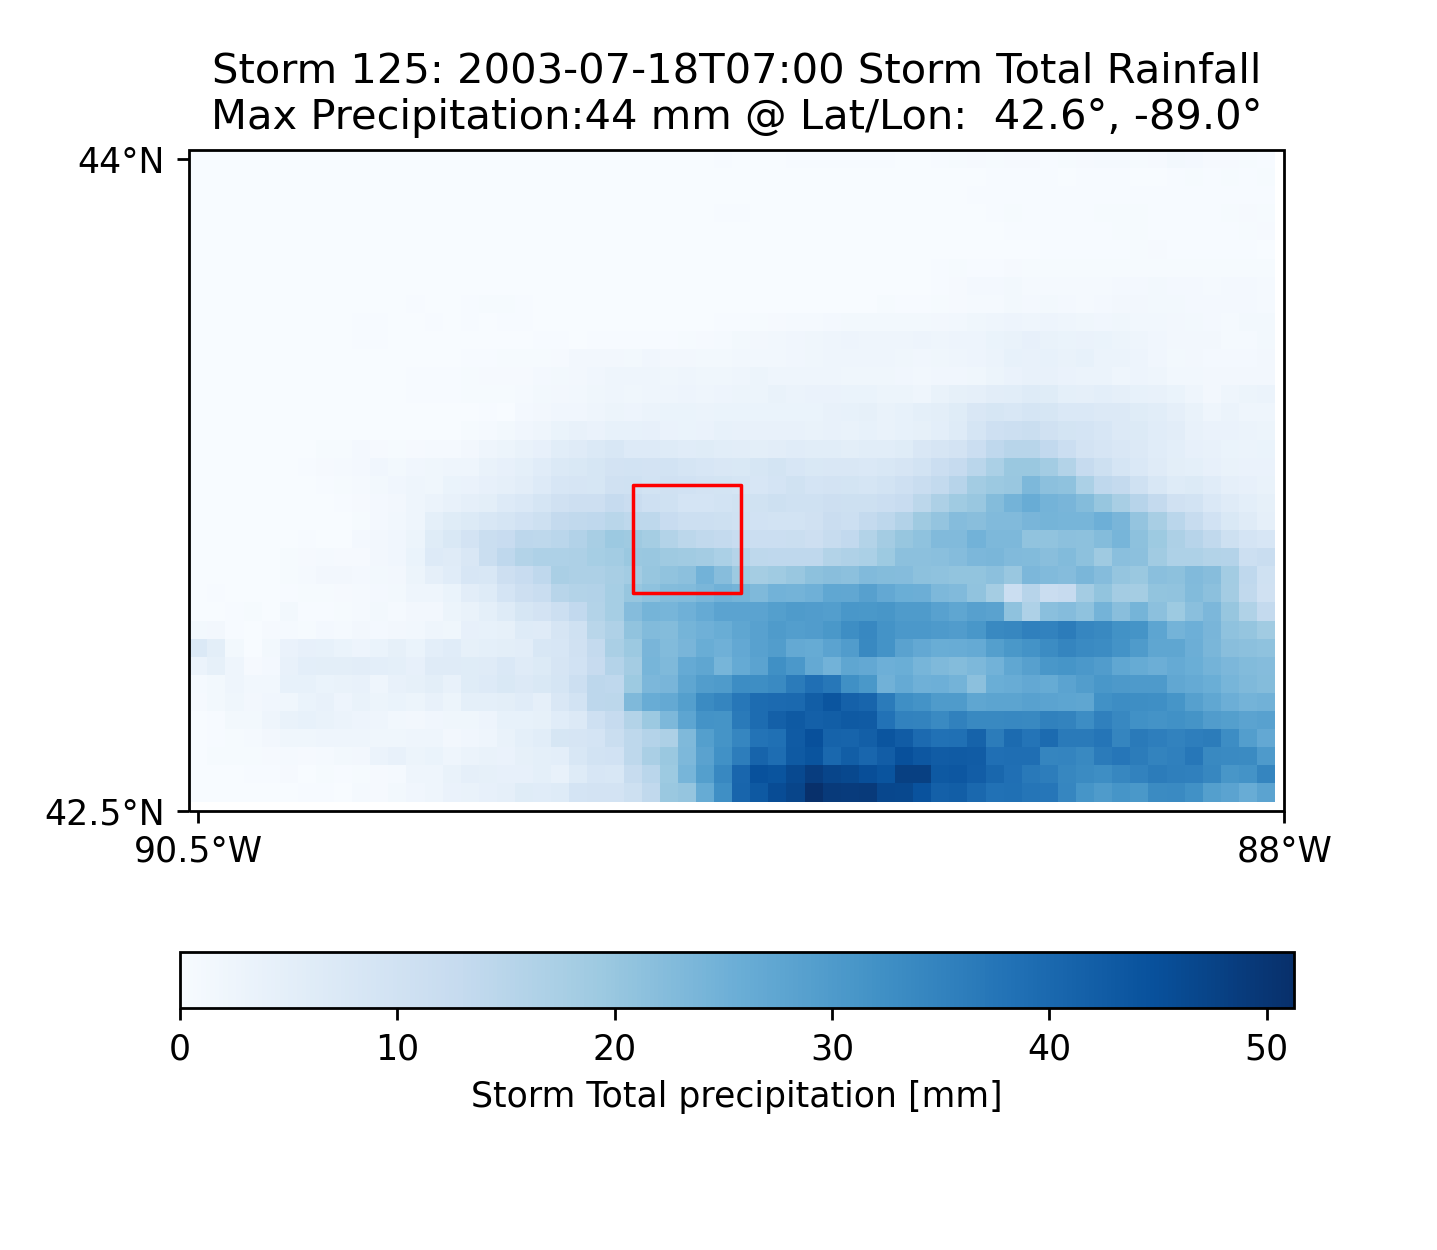 Storm 125: 2003-07-18T07:00 Storm Total Rainfall
Max Precipitation:44 mm @ Lat/Lon:  42.6°, -89.0°
44°N
42.5°N
90.5°W 88°W
0 10 20 30 40 50
Storm Total precipitation [mm]